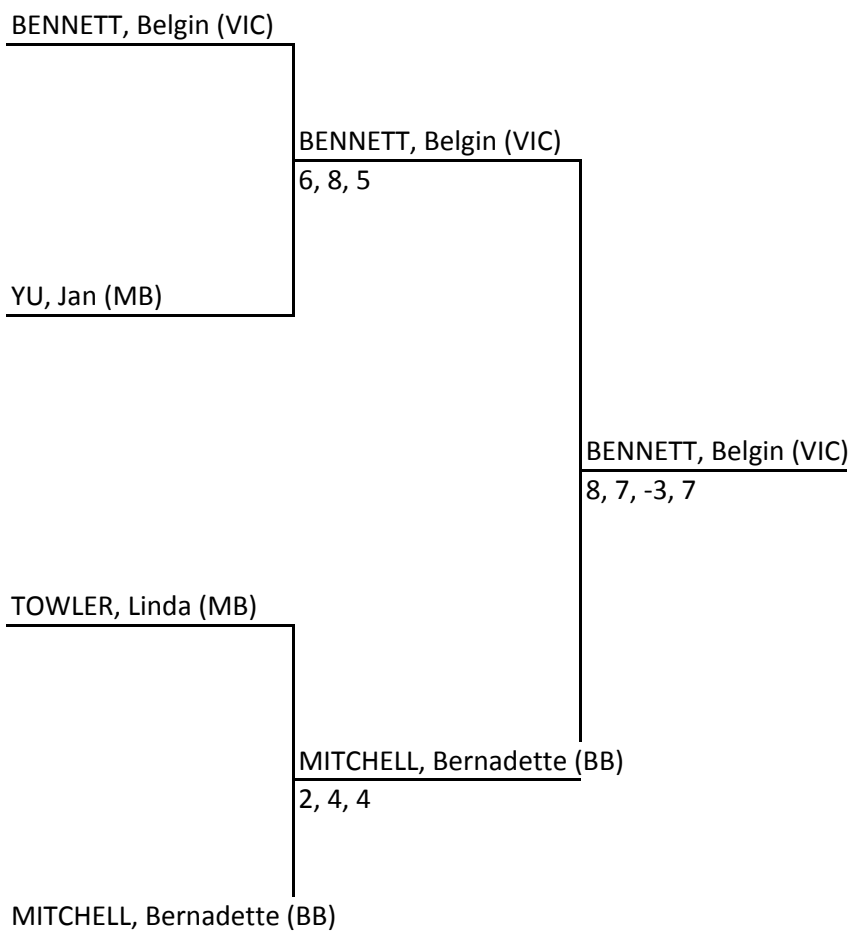 BENNETT, Belgin (VIC)
BENNETT, Belgin (VIC)
6, 8, 5
YU, Jan (MB)
BENNETT, Belgin (VIC)
8, 7, -3, 7
TOWLER, Linda (MB)
MITCHELL, Bernadette (BB)
2, 4, 4
MITCHELL, Bernadette (BB)